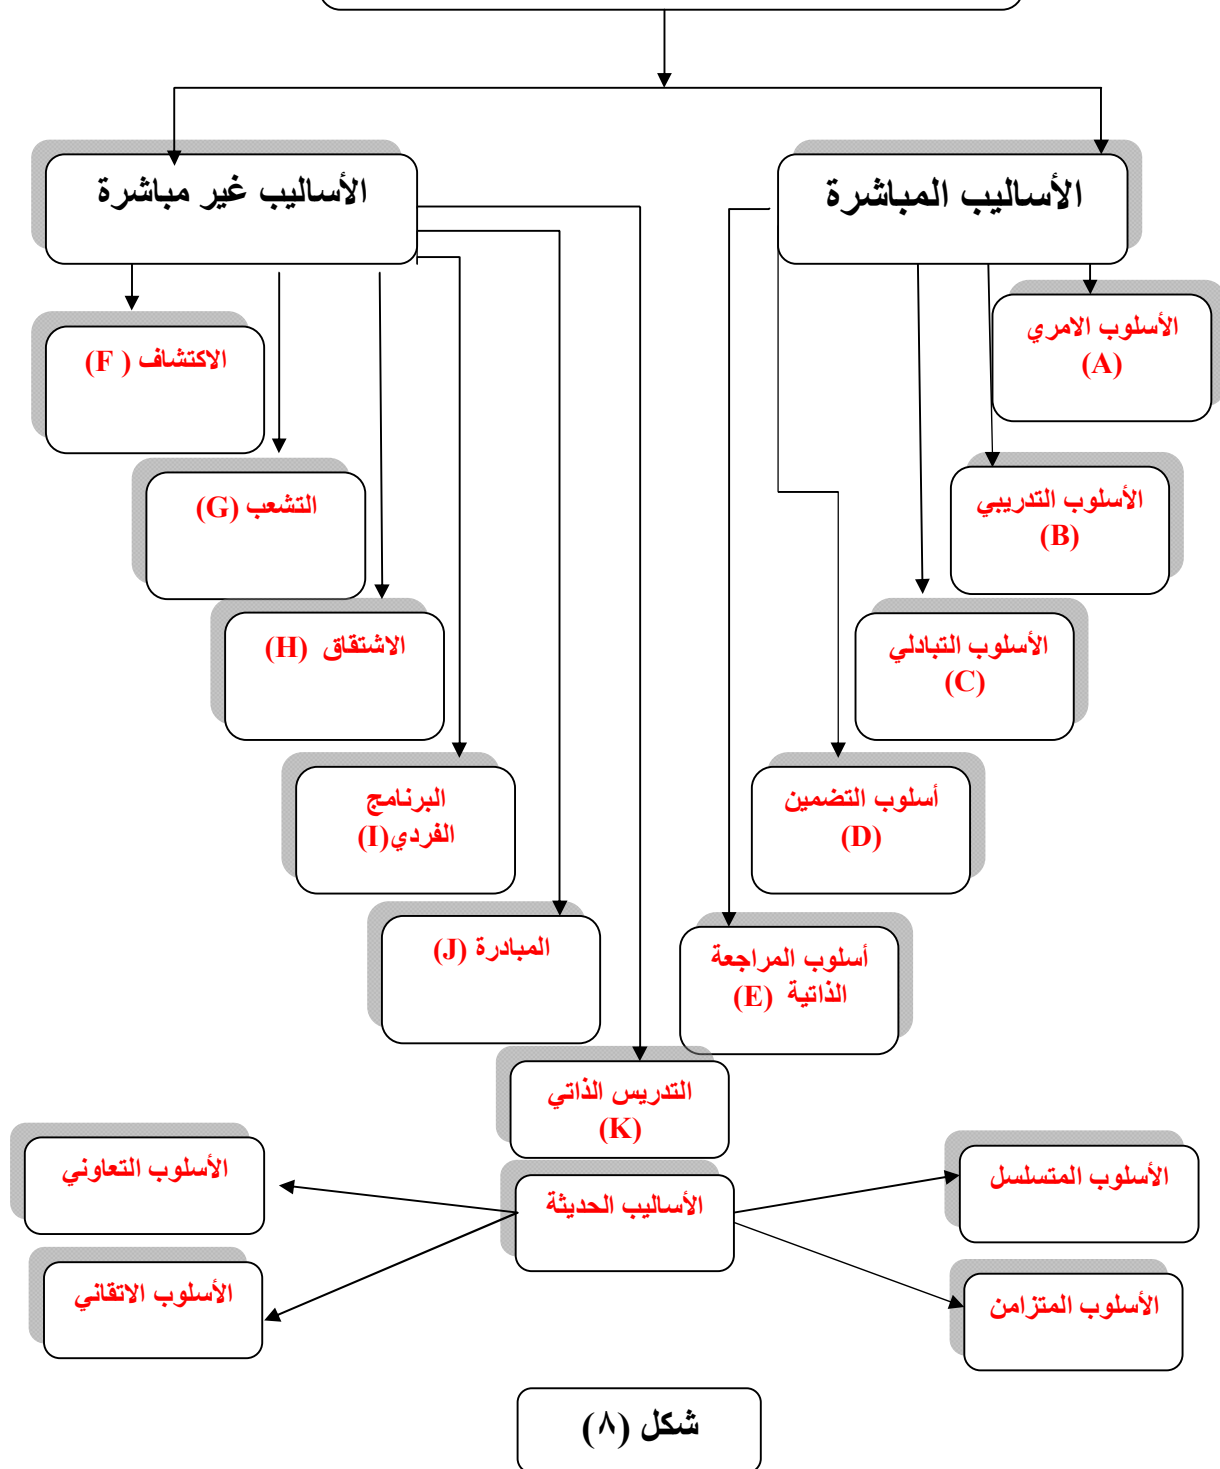 الأساليب المباشرة
الأساليب غير مباشرة
الأسلوب الامري
(A)
الأسلوب التدريبي
(B)
الأسلوب التبادلي
(C)
أسلوب التضمين
(D)
أسلوب المراجعة
الذاتية (E)
الاكتشاف ( F)
التشعب (G)
الاشتقاق (H)
البرنامج
الفردي(I)
المبادرة (J)
التدريس الذاتي
(K)
الأساليب الحديثة
الأسلوب المتسلسل
الأسلوب المتزامن
الأسلوب التعاوني
الأسلوب الاتقاني
شكل (٨)